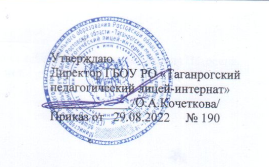 Утверждаю
Директор ГБОУ РО «Таганрогский
педагогический лицей-интернат»
/О.А.Кочеткова/
Приказ от 29.08.2022 № 190